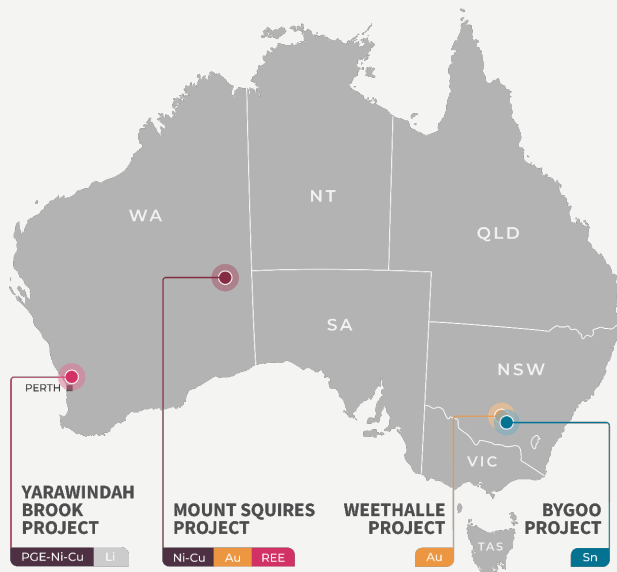 WA
NT
QLD
SA
NSW
PERTH
VIC
TAS
YARAWINDAH
BROOK
PROJECT
PGE-Ni-Cu Li
MOUNT SQUIRES
PROJECT
Ni-Cu Au REE
WEETHALLE
PROJECT
Au
BYGOO
PROJECT
Sn